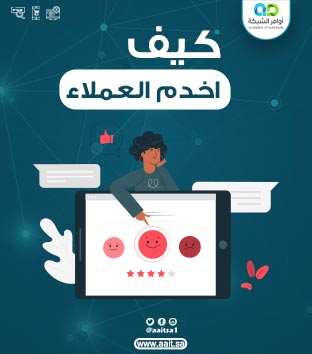 أوامر الشبكة
كيف
اخدم العملاء
@aaitsa1
www.aait.sa